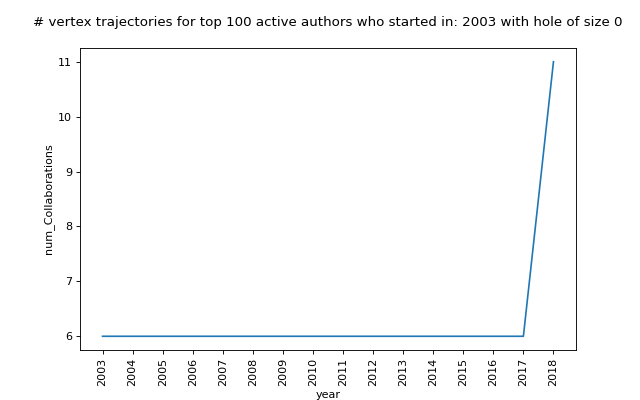 # vertex trajectories for top 100 active authors who started in: 2003 with hole of size 0
11
10
9
8
7
6
num_Collaborations
2003 2004 2005 2006 2007 2008 2009 2010 2011 2012 2013 2014 2015 2016 2017 2018
year